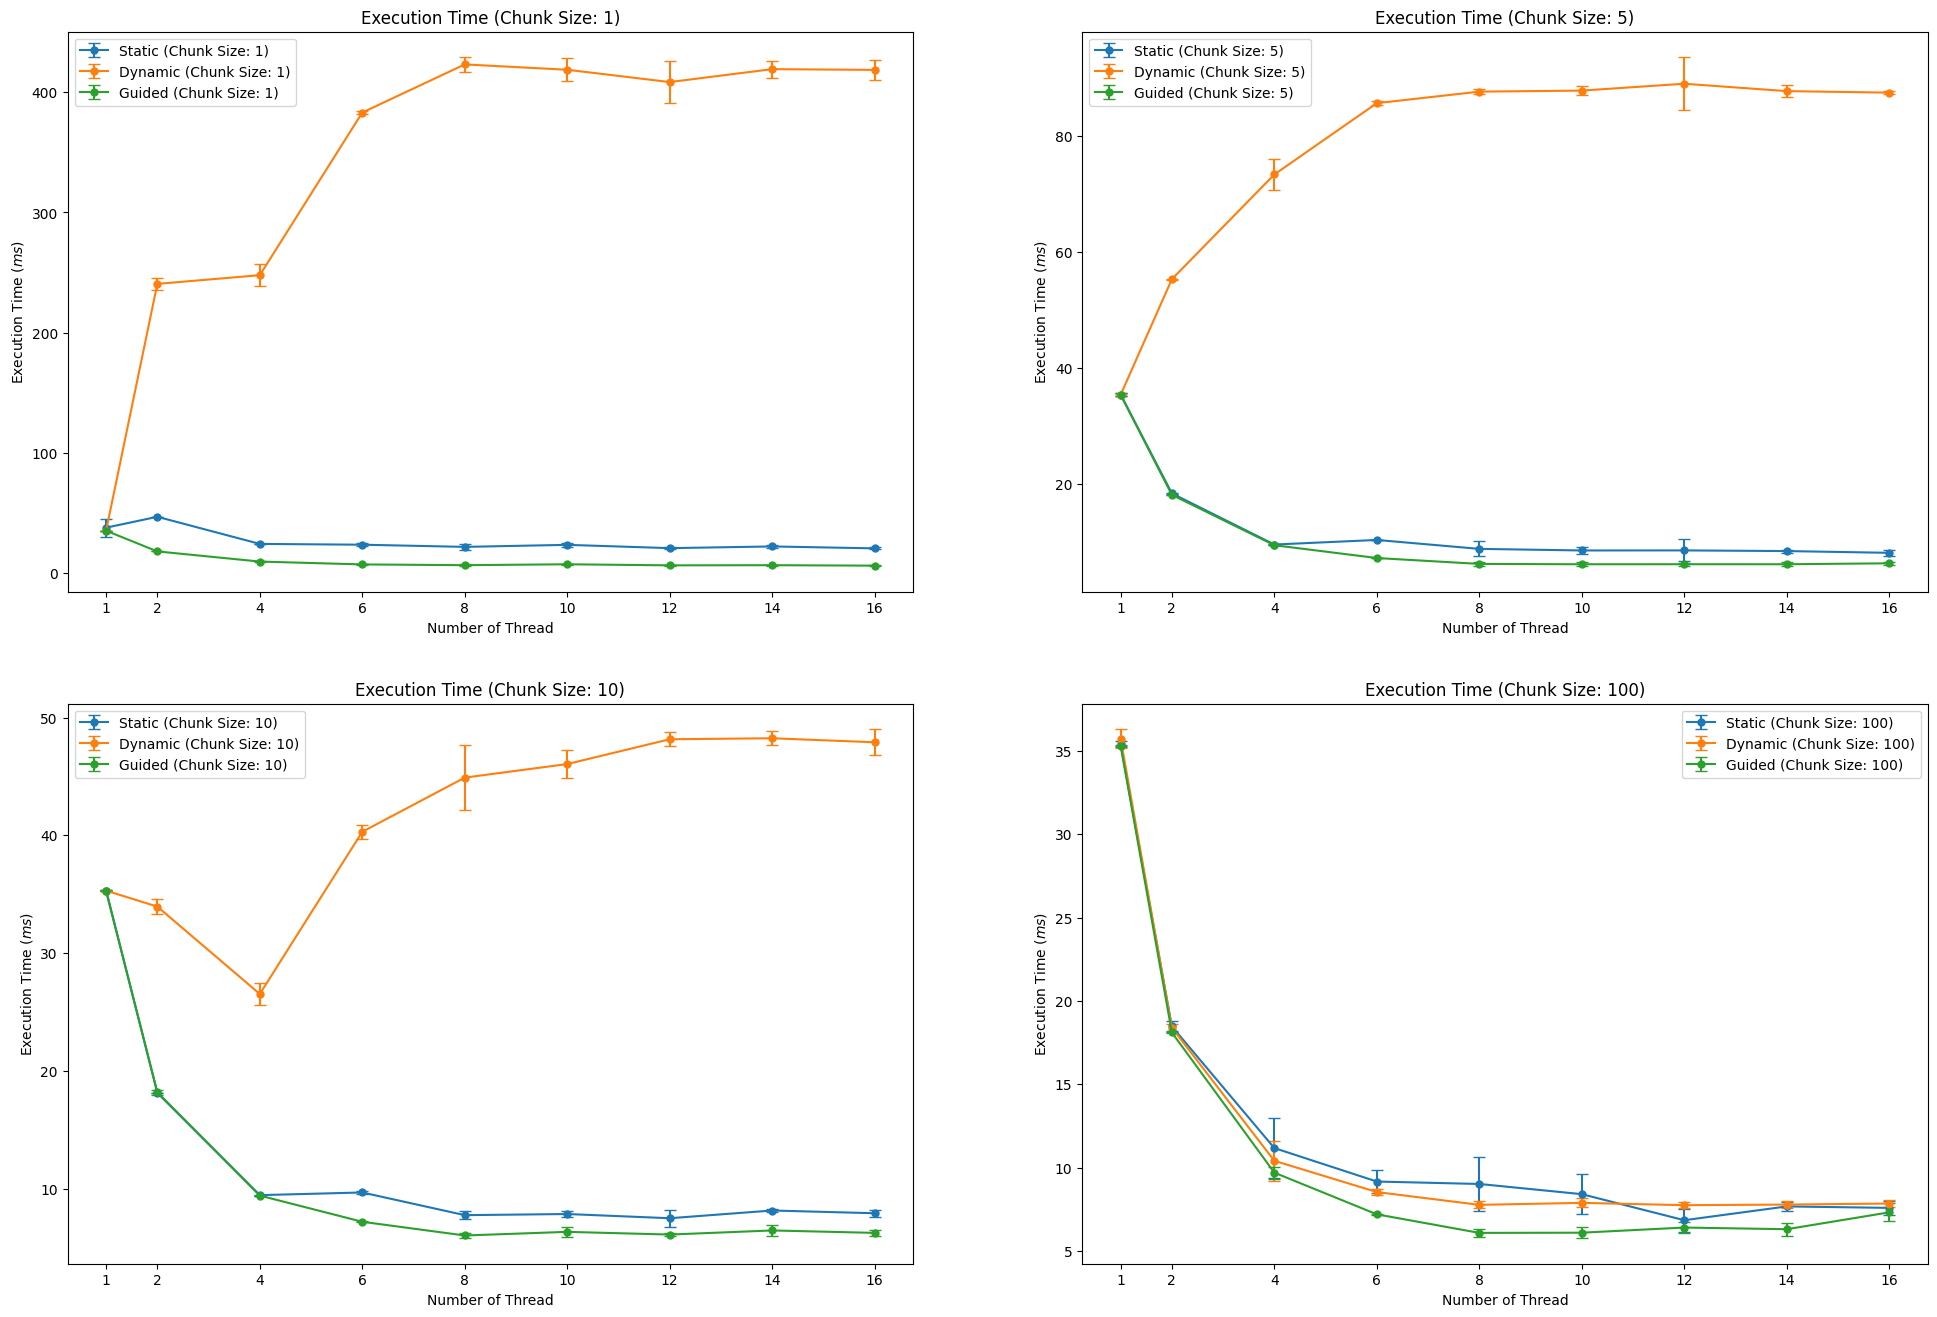 Execution Time (Chunk Size: 1)
Static (Chunk Size: 1)
Dynamic (Chunk Size: 1)
Guided (Chunk Size: 1)
Execution Time (ms)
400
300
200
100
0
1 2 4 6 8 10 12 14 16
Number of Thread
Execution Time (Chunk Size: 5)
Static (Chunk Size: 5)
Dynamic (Chunk Size: 5)
Guided (Chunk Size: 5)
Execution Time (ms)
80
60
40
20
1 2 4 6 8 10 12 14 16
Number of Thread
Execution Time (Chunk Size: 10)
Static (Chunk Size: 10)
Dynamic (Chunk Size: 10)
Guided (Chunk Size: 10)
Execution Time (ms)
50
40
30
20
10
1 2 4 6 8 10 12 14 16
Number of Thread
Execution Time (Chunk Size: 100)
Static (Chunk Size: 100)
Dynamic (Chunk Size: 100)
Guided (Chunk Size: 100)
Execution Time (ms)
35
30
25
20
15
10
5
1 2 4 6 8 10 12 14 16
Number of Thread